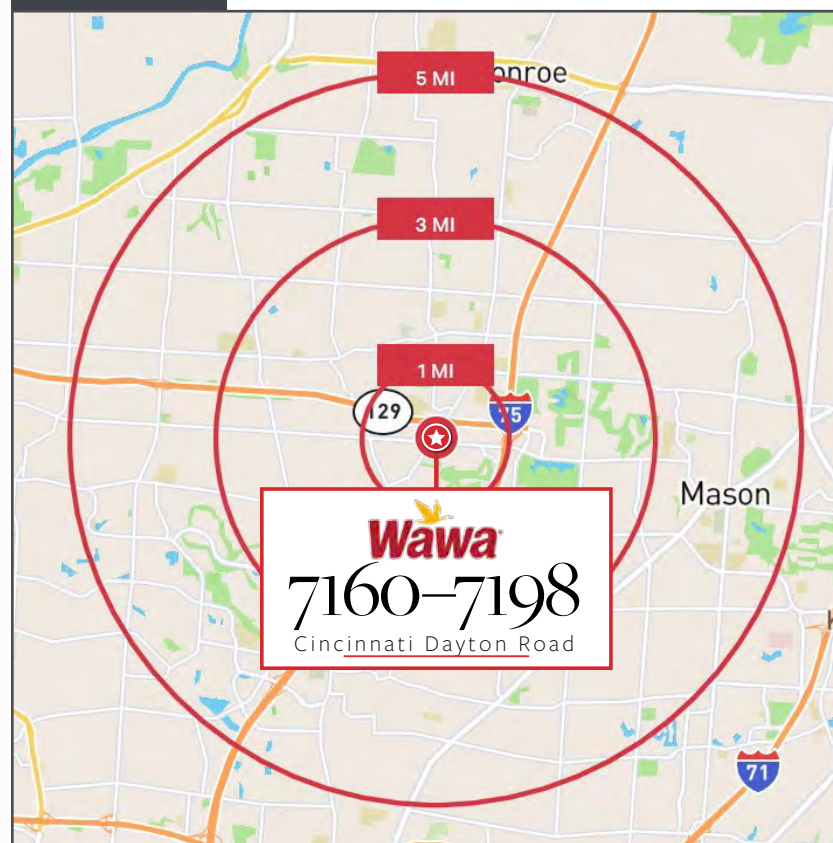 5 MI
onroe
3 MI
1 MI
129
75
Mason
Wawa
7160–7198
Cincinnati Dayton Road
71